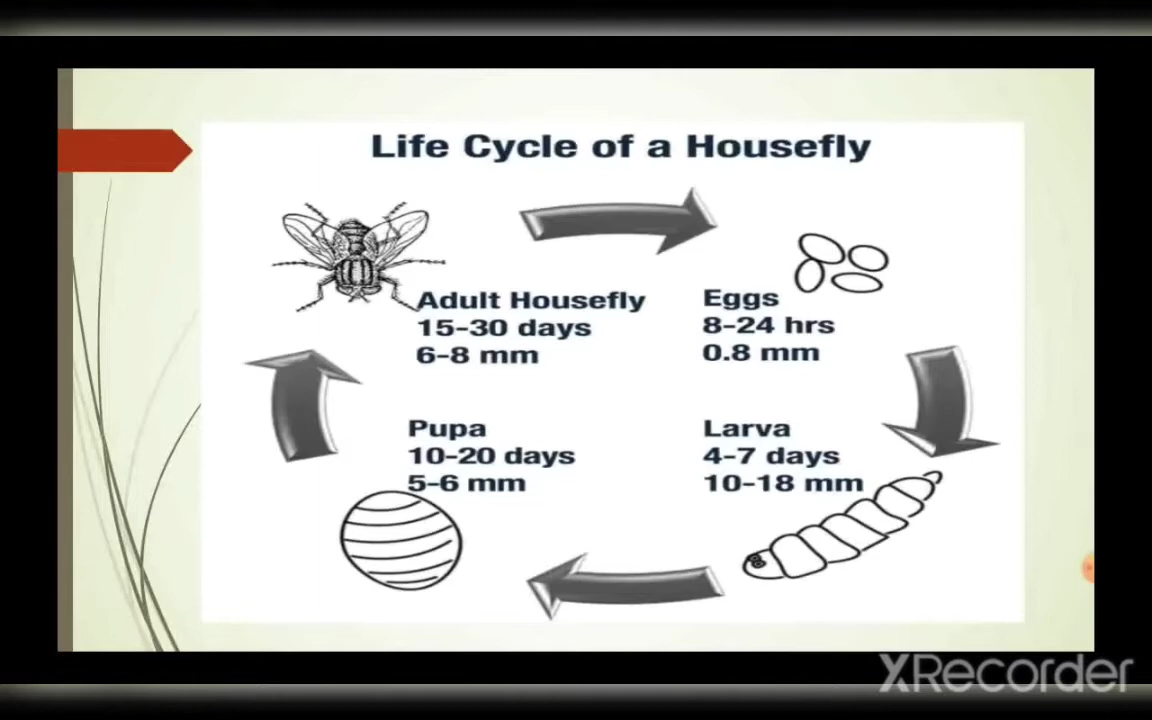 Life Cycle of a Housefly
Adult Housefly
15-30 days
6-8 mm
Eggs
8-24 hrs
0.8 mm
Larva
4-7 days
10-18 mm
Pupa
10-20 days
5-6 mm
XRecorder